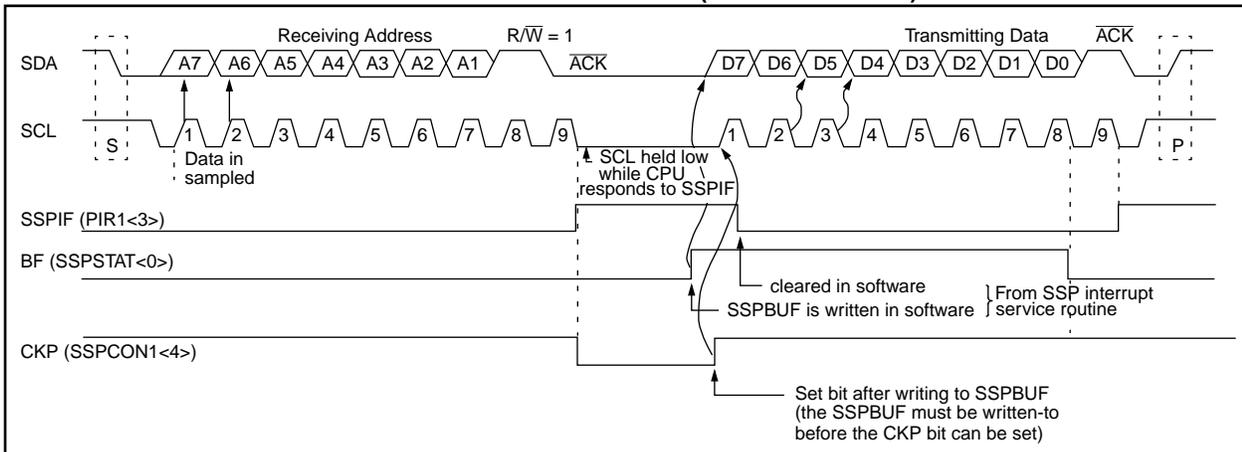 Receiving Address R/W = 1 Transmitting Data ACK
SDA A7 A6 A5 A4 A3 A2 A1 ACK D7 D6 D5 D4 D3 D2 D1 D0
SCL S 1 2 3 4 5 6 7 8 9 1 2 3 4 5 6 7 8 9 P
Data in
sampled
SCL held low
while CPU
responds to SSPIF
SSPIF (PIR1<3>)
BF (SSPSTAT<0>)
cleared in software
SSPBUF is written in software
From SSP interrupt
service routine
CKP (SSPCON1<4>)
Set bit after writing to SSPBUF
(the SSPBUF must be written-to
before the CKP bit can be set)